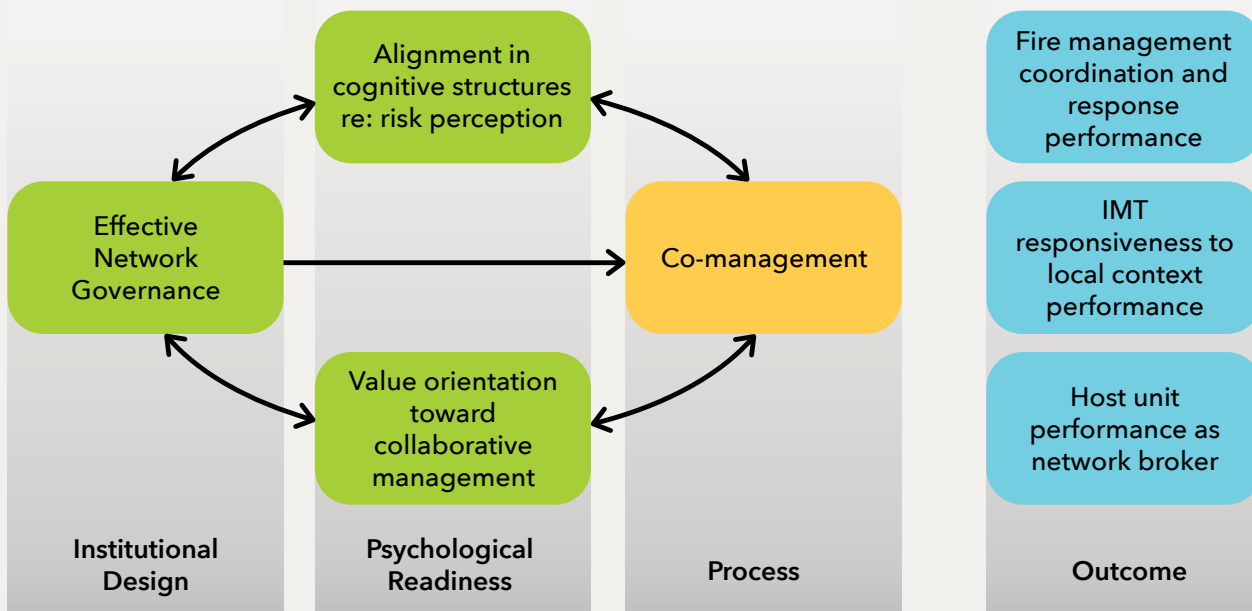 Alignment in
cognitive structures
re: risk perception
Effective
Network
Governance
Co-management
Value orientation
toward
collaborative
management
Fire management
coordination and
response
performance
IMT
responsiveness to
local context
performance
Host unit
performance as
network broker
Institutional
Design
Psychological
Readiness
Process
Outcome